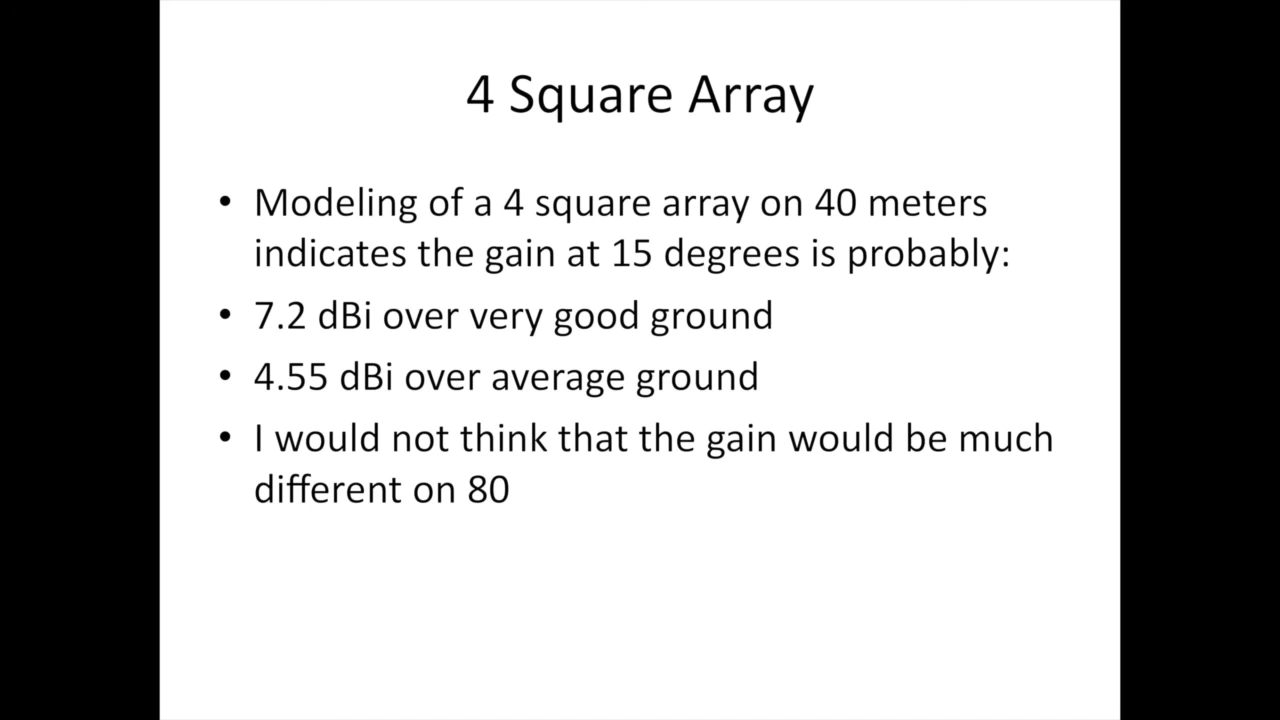 4 Square Array
• Modeling of a 4 square array on 40 meters
indicates the gain at 15 degrees is probably:
• 7.2 dBi over very good ground
• 4.55 dBi over average ground
• I would not think that the gain would be much
different on 80